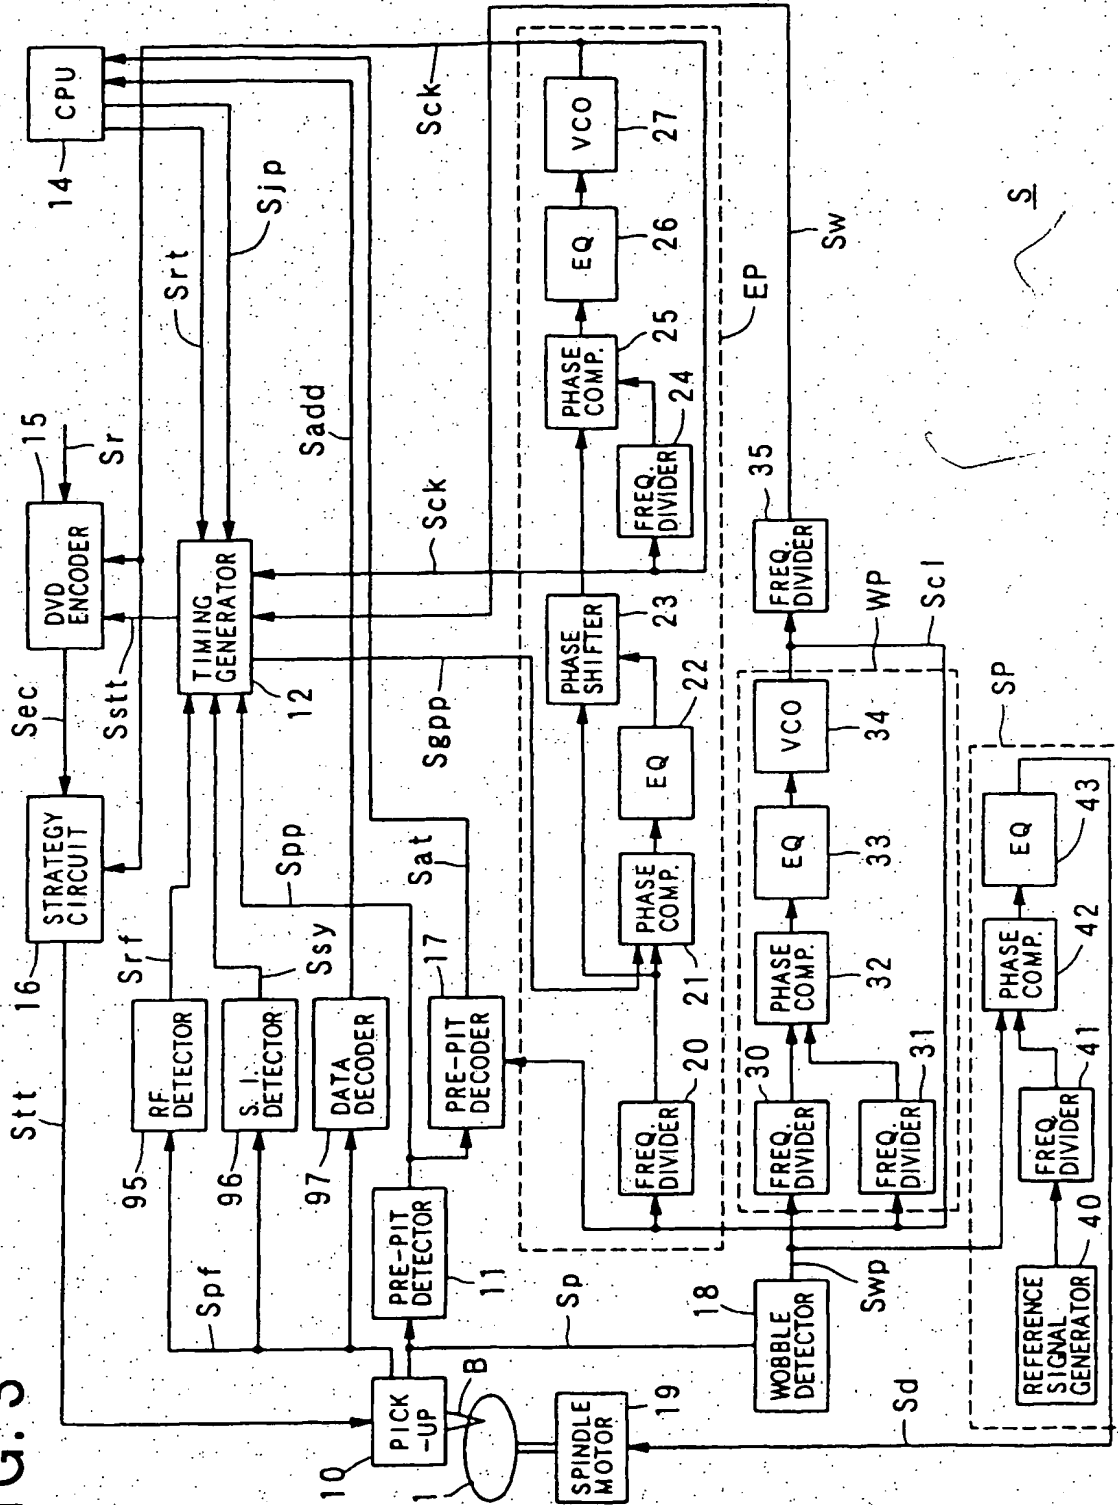 FIG. 3
Stt
16
STRATEGY
CIRCUIT
Sec
DVD
ENCODER
15
Sr
14
CPU
Sstt
Srt
Sjp
95
RF
DETECTOR
Srf
12
TIMING
GENERATOR
Spf
96
S. I.
DETECTOR
Ssy
Spp
Sadd
97
DATA
DECODER
Sat
Sgpp
Sck
Sck
10
PICK
-UP
B
1
PRE-PIT
DETECTOR
11
PRE-PIT
DECODER
17
Sp
PHASE
SHIFTER
23
PHASE
COMP.
25
EQ
26
VCO
27
FREQ.
DIVIDER
20
PHASE
COMP.
21
EQ
22
FREQ.
DIVIDER
24
EP
SPINDLE
MOTOR
19
WOBBLE
DETECTOR
18
Swp
FREQ.
DIVIDER
30
PHASE
COMP.
32
EQ
33
VCO
34
FREQ.
DIVIDER
35
Sw
FREQ.
DIVIDER
31
WP
Scl
Sd
REFERENCE
SIGNAL
GENERATOR
40
FREQ.
DIVIDER
41
PHASE
COMP.
42
EQ
43
SP
S